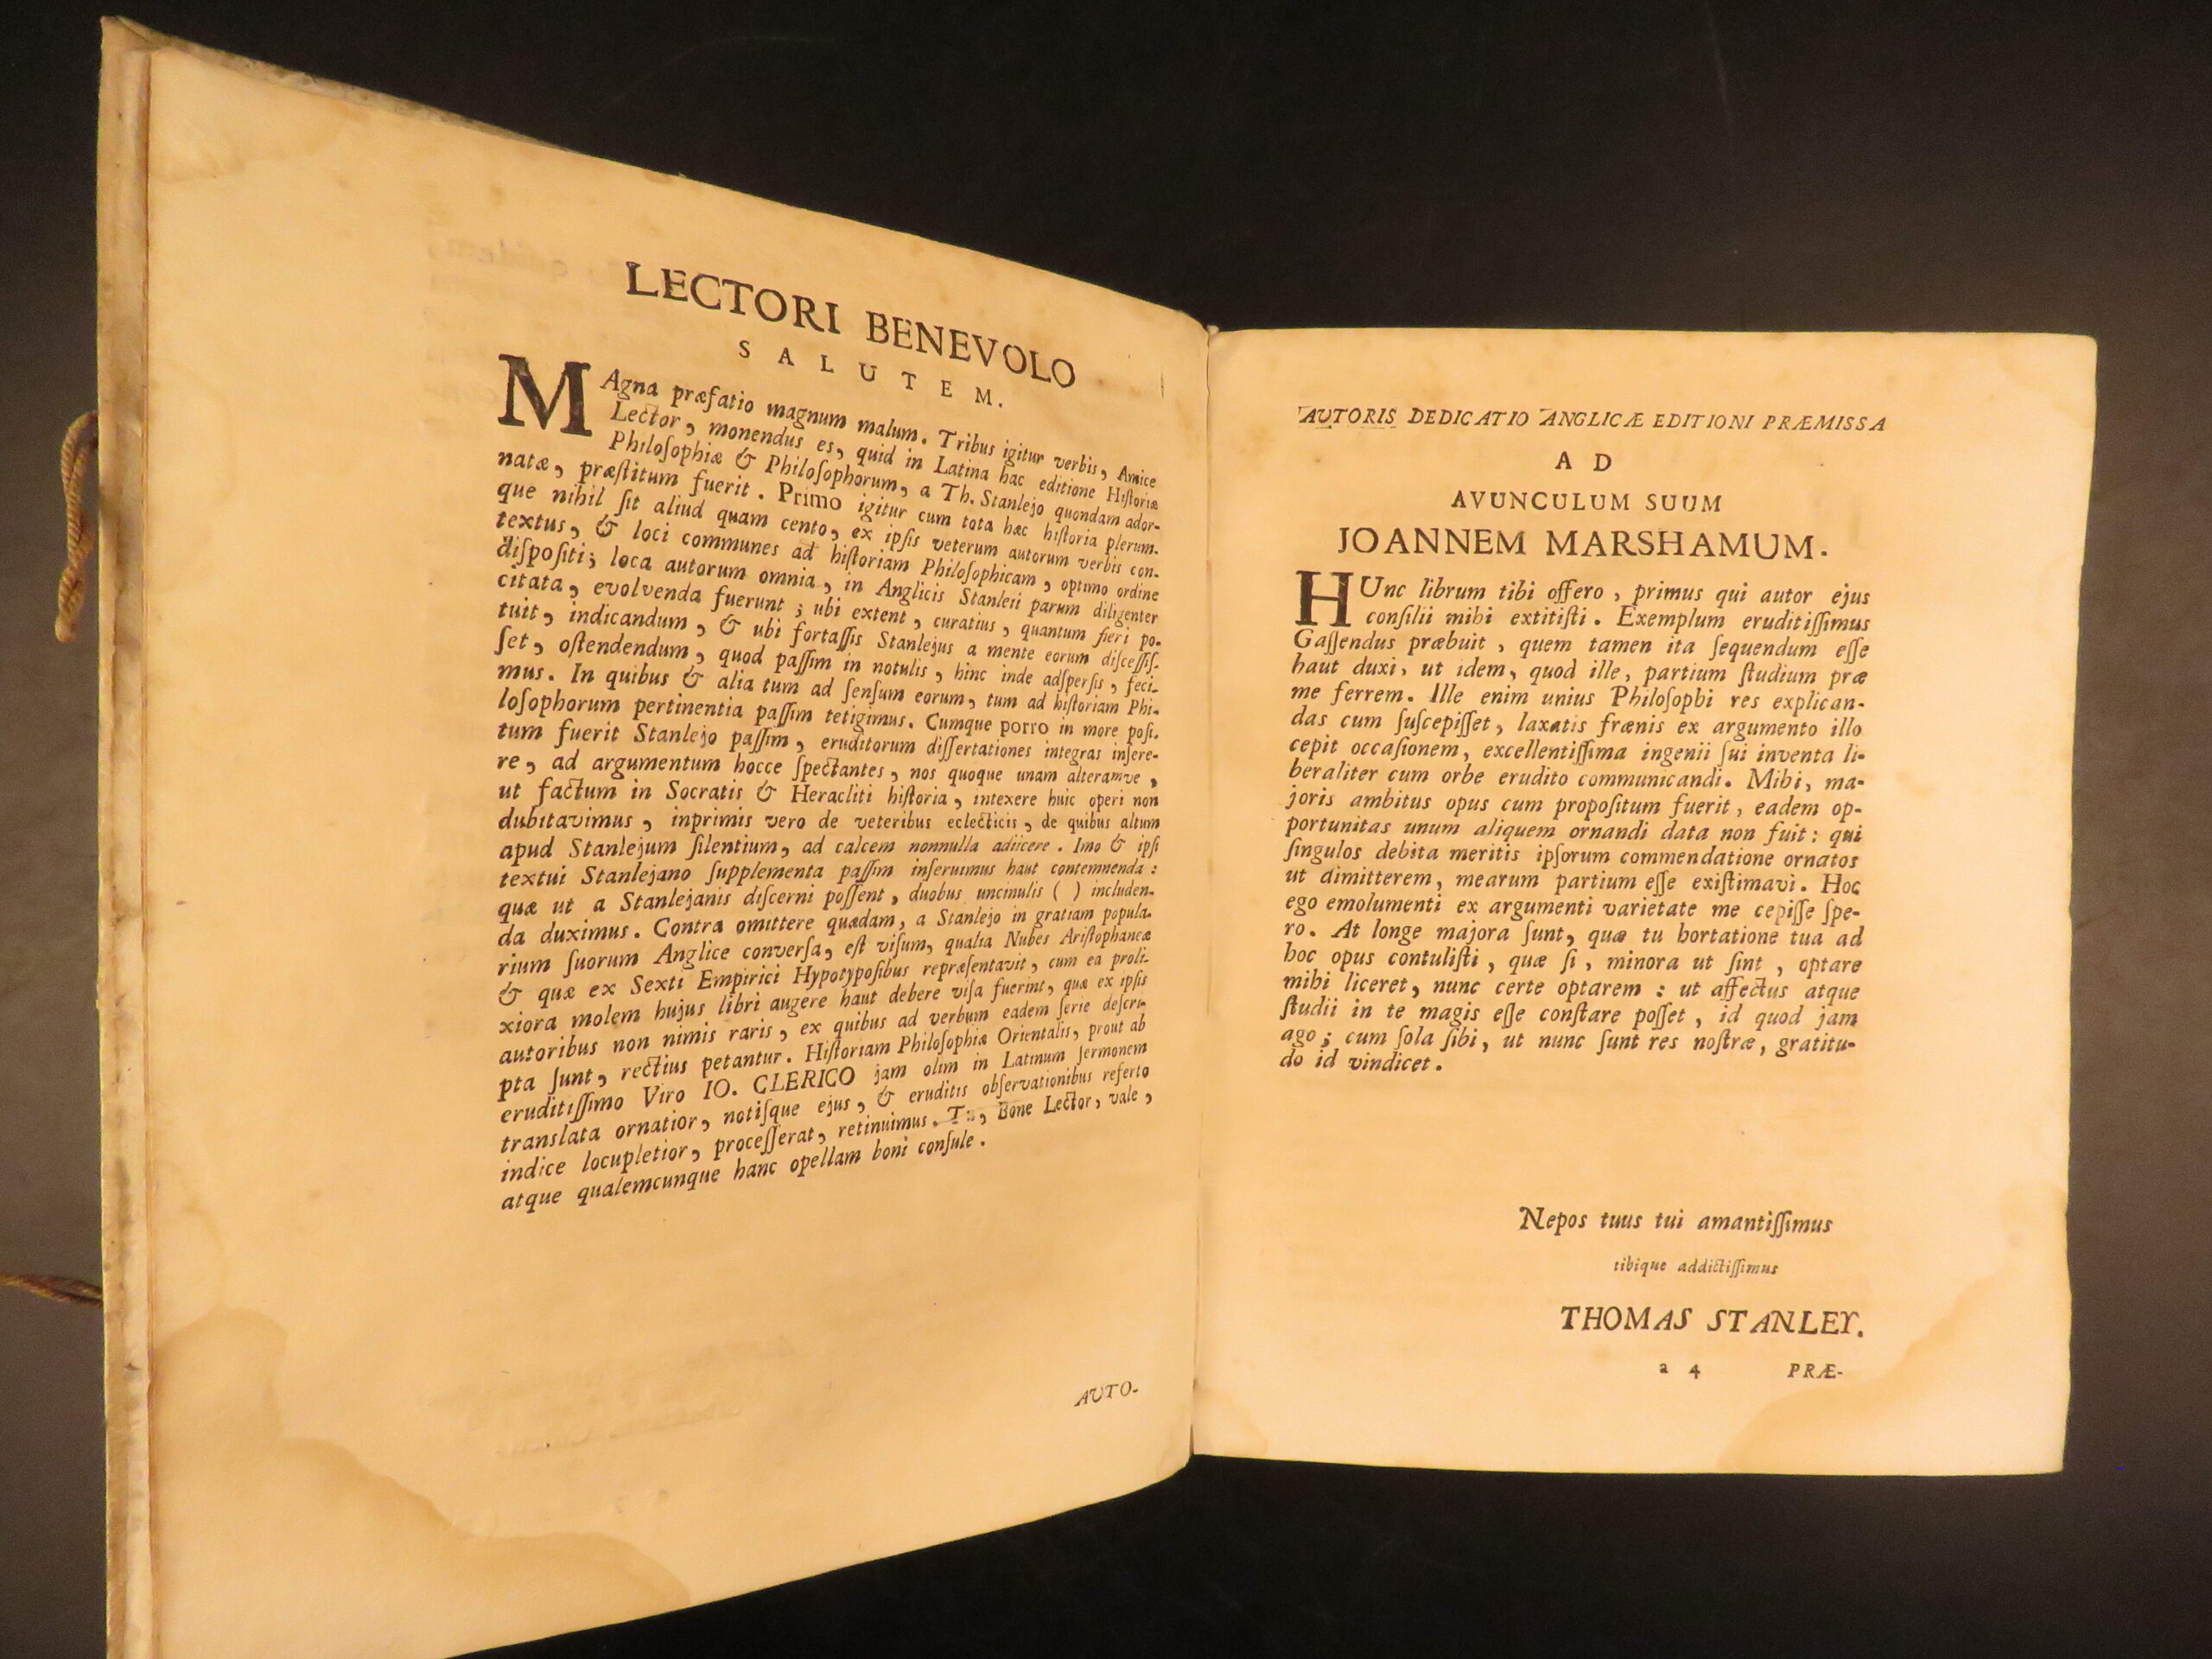 LECTORI BENEVOLO
SALUTEM.
MAgna præfatio magnum malum. Tribus igitur verbis, Amice
Lector, monendus es, quid in Latina hac editione Hiſtoriæ
Philoſophiæ & Philoſophorum, a Th. Stanlejo quondam ador-
natæ, præſtitum fuerit. Primo igitur cum tota hæc hiſtoria plerum-
que nihil ſit aliud quam cento, ex ipſis veterum autorum verbis con-
textus, & loci communes ad hiſtoriam Philoſophicam, optimo ordine
diſpoſiti; loca autorum omnia, in Anglicis Stanleii parum diligenter
citata, evolvenda fuerunt; ubi extent, curatius, quantum fieri po-
tuit, indicandum, & ubi fortaſſis Stanlejus a mente eorum diſceſſiſ-
ſet, oſtendendum, quod paſſim in notulis, hinc inde adſperſis, feci-
mus. In quibus & alia tum ad ſenſum eorum, tum ad hiſtoriam Phi-
loſophorum pertinentia paſſim tetigimus. Cumque porro in more poſi-
tum fuerit Stanlejo paſſim, eruditorum diſſertationes integras inſere-
re, ad argumentum hocce ſpectantes, nos quoque unam alteramve,
ut factum in Socratis & Heracliti hiſtoria, intexere huic operi non
dubitavimus, inprimis vero de veteribus eclecticis, de quibus altum
apud Stanlejum ſilentium, ad calcem nonnulla adiicere. Imo & ipſi
textui Stanlejano ſupplementa paſſim inſeruimus haut contemnenda:
quæ ut a Stanlejanis diſcerni poſſent, duobus uncinulis ( ) includen-
da duximus. Contra omittere quædam, a Stanlejo in gratiam popula-
rium ſuorum Anglice converſa, eſt viſum, qualia Nubes Ariſtophaneæ
& quæ ex Sexti Empirici Hypotypoſibus repræſentavit, cum ea proli-
xiora molem hujus libri augere haut debere viſa fuerint, quæ ex ipſis
autoribus non nimis raris, ex quibus ad verbum eadem ſerie deſcri-
pta ſunt, rectius petantur. Hiſtoriam Philoſophiæ Orientalis, prout ab
eruditiſſimo Viro IO. CLERICO jam olim in Latinum ſermonem
translata ornatior, notiſque ejus, & eruditis obſervationibus referto
indice locupletior, proceſſerat, retinuimus. Bone Lector, vale,
atque qualemcunque hanc opellam boni conſule.
AUTO-
AUTORIS DEDICATIO ANGLICÆ EDITIONI PRÆMISSA
AD
AVUNCULUM SUUM
JOANNEM MARSHAMUM.
HUnc librum tibi offero, primus qui autor ejus
conſilii mihi extitiſti. Exemplum eruditiſſimus
Gaſſendus præbuit, quem tamen ita ſequendum eſſe
haut duxi, ut idem, quod ille, partium ſtudium præ
me ferrem. Ille enim unius Philoſophi res explican-
das cum ſuſcepiſſet, laxatis frænis ex argumento illo
cepit occaſionem, excellentiſſima ingenii ſui inventa li-
beraliter cum orbe erudito communicandi. Mihi, ma-
joris ambitus opus cum propoſitum fuerit, eadem op-
portunitas unum aliquem ornandi data non fuit: qui
ſingulos debita meritis ipſorum commendatione ornatos
ut dimitterem, mearum partium eſſe exiſtimavi. Hoc
ego emolumenti ex argumenti varietate me cepiſſe ſpe-
ro. At longe majora ſunt, quæ tu hortatione tua ad
hoc opus contuliſti, quæ ſi, minora ut ſint, optare
mihi liceret, nunc certe optarem: ut affectus atque
ſtudii in te magis eſſe conſtare poſſet, id quod jam
ago; cum ſola ſibi, ut nunc ſunt res noſtræ, gratitu-
do id vindicet.
Nepos tuus tui amantiſſimus
tibique addictiſſimus
THOMAS STANLEY.
a 4 PRÆ-